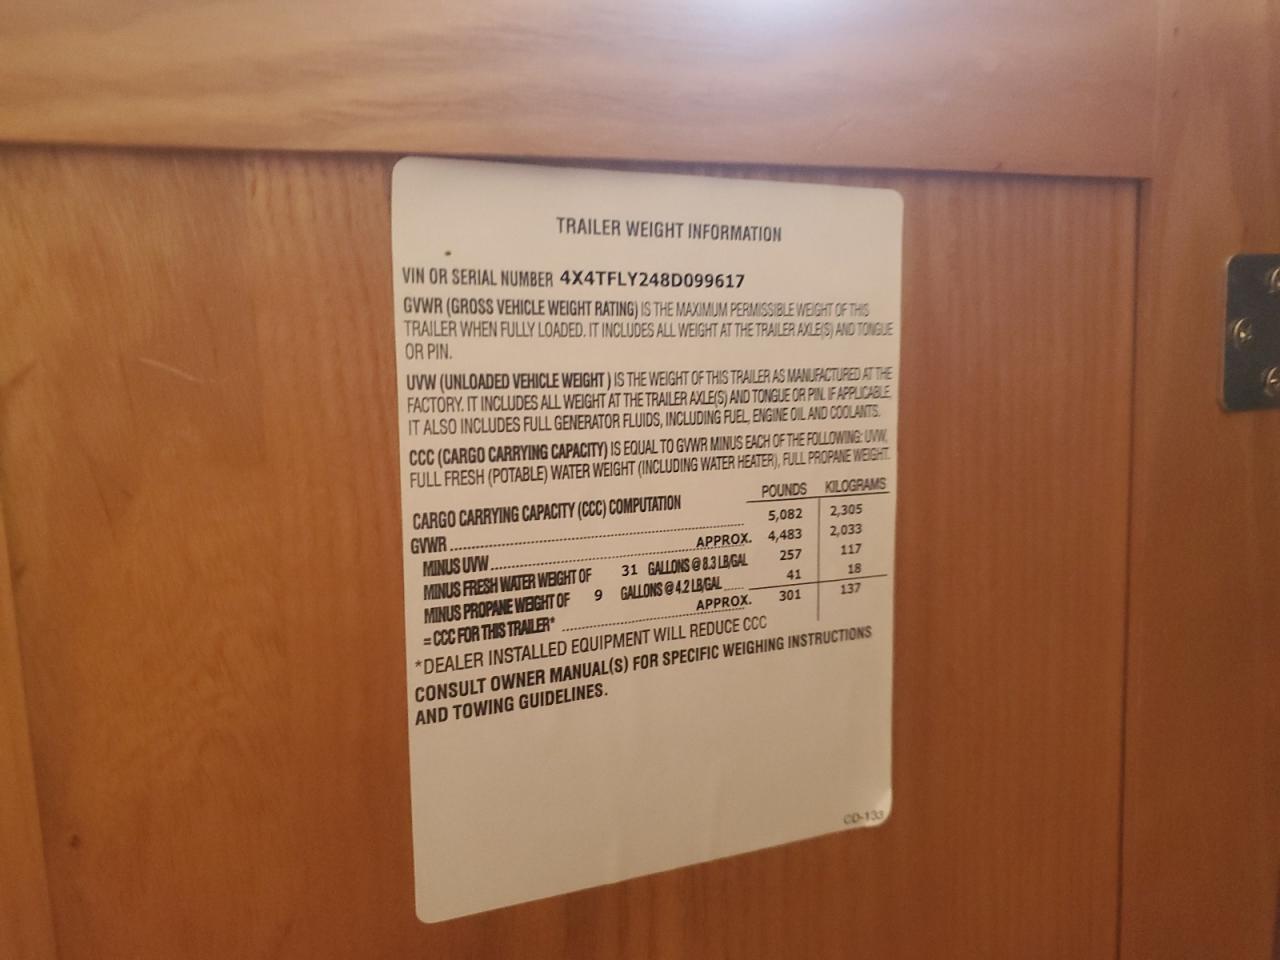 TRAILER WEIGHT INFORMATION
VIN OR SERIAL NUMBER 4X4TFLY248D099617
GVWR (GROSS VEHICLE WEIGHT RATING) IS THE MAXIMUM PERMISSIBLE WEIGHT OF THIS
TRAILER WHEN FULLY LOADED. IT INCLUDES ALL WEIGHT AT THE TRAILER AXLE(S) AND TONGUE
OR PIN.
UVW (UNLOADED VEHICLE WEIGHT ) IS THE WEIGHT OF THIS TRAILER AS MANUFACTURED AT THE
FACTORY. IT INCLUDES ALL WEIGHT AT THE TRAILER AXLE(S) AND TONGUE OR PIN. IF APPLICABLE,
IT ALSO INCLUDES FULL GENERATOR FLUIDS, INCLUDING FUEL, ENGINE OIL AND COOLANTS.
CCC (CARGO CARRYING CAPACITY) IS EQUAL TO GVWR MINUS EACH OF THE FOLLOWING: UVW,
FULL FRESH (POTABLE) WATER WEIGHT (INCLUDING WATER HEATER), FULL PROPANE WEIGHT.
CARGO CARRYING CAPACITY (CCC) COMPUTATION POUNDS KILOGRAMS
GVWR ........ 5,082 2,305
MINUS UVW ........ APPROX. 4,483 2,033
MINUS FRESH WATER WEIGHT OF 31 GALLONS @ 8.3 LB/GAL 257 117
MINUS PROPANE WEIGHT OF 9 GALLONS @ 4.2 LB/GAL ...... 41 18
= CCC FOR THIS TRAILER* ........ APPROX. 301 137
*DEALER INSTALLED EQUIPMENT WILL REDUCE CCC
CONSULT OWNER MANUAL(S) FOR SPECIFIC WEIGHING INSTRUCTIONS
AND TOWING GUIDELINES.
CD-133